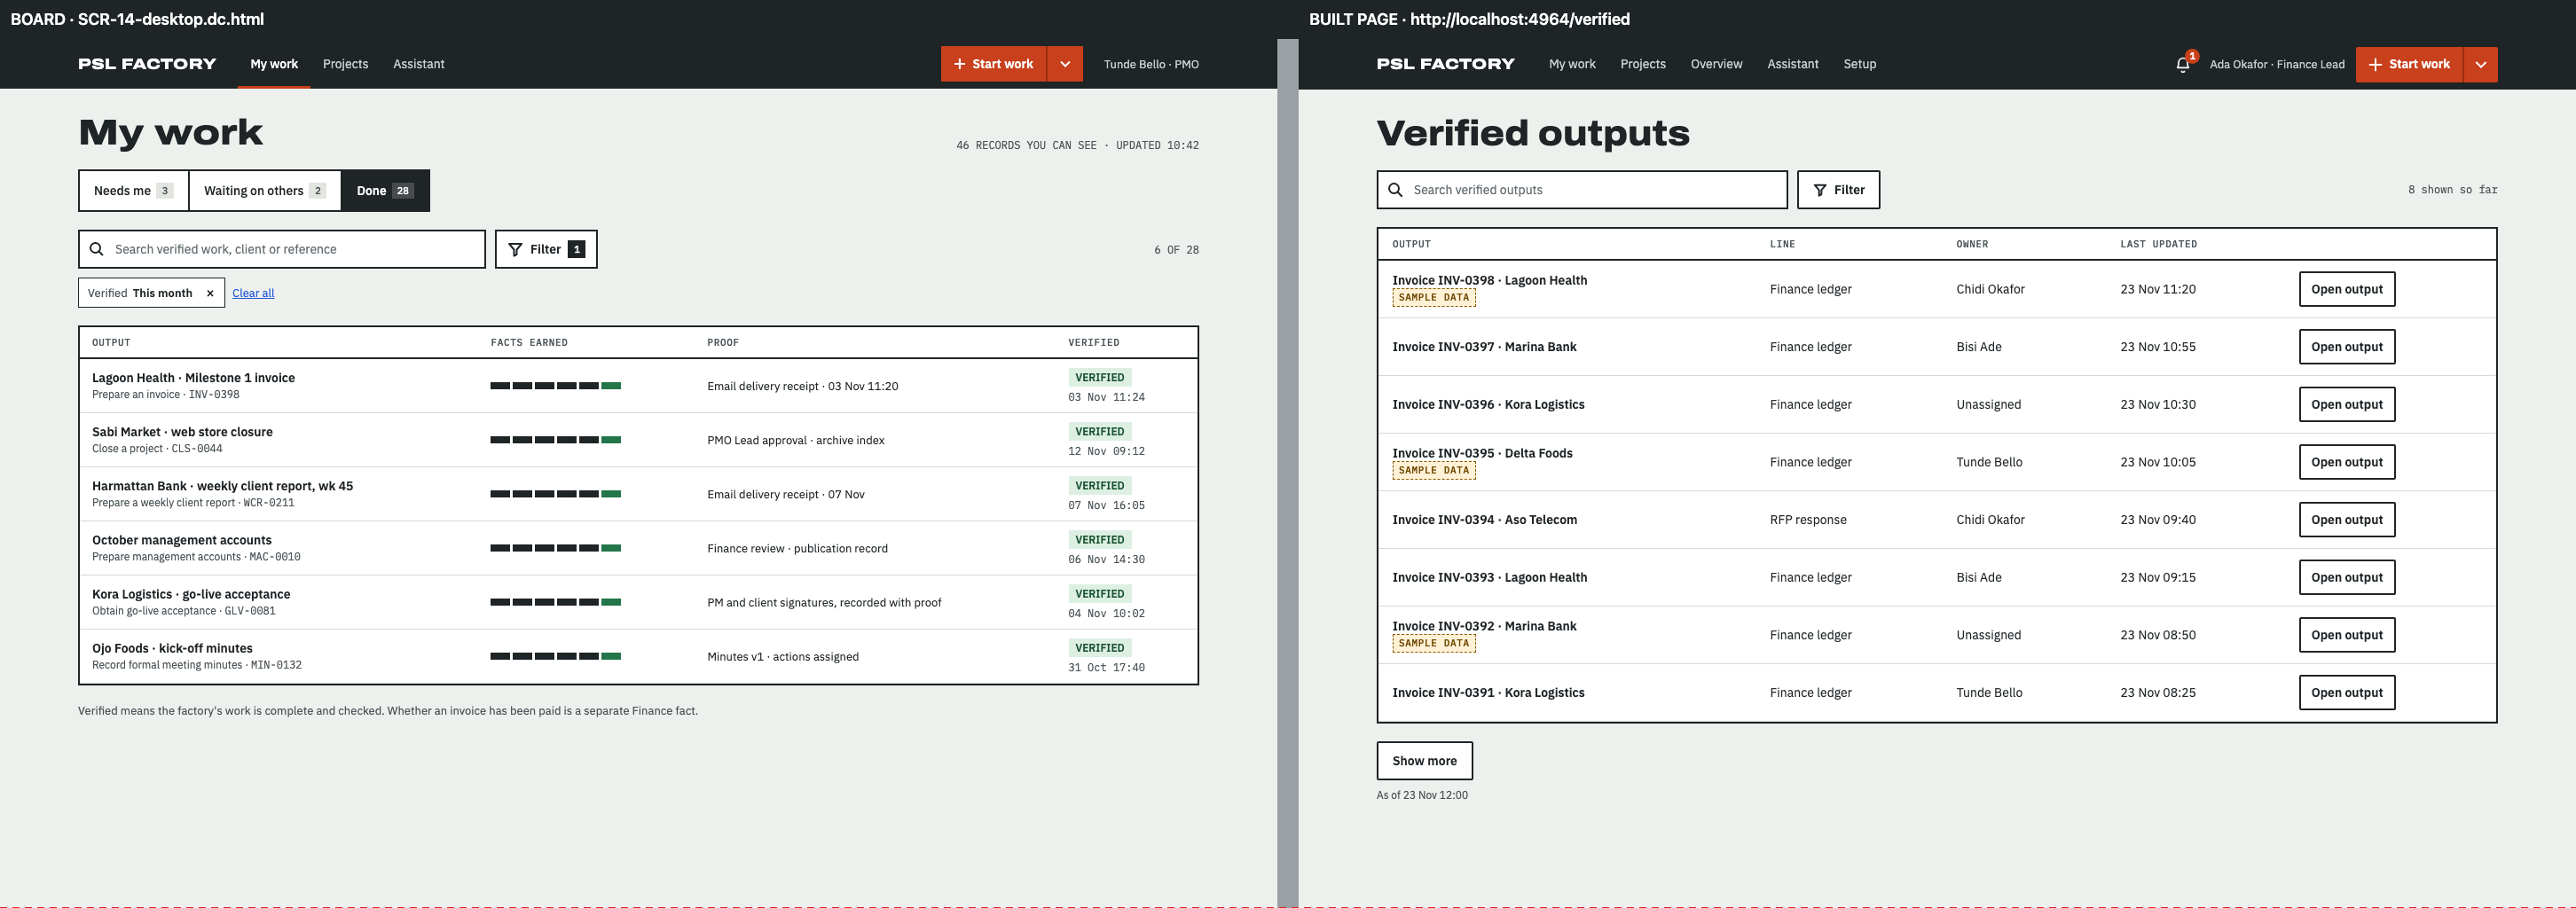 BOARD · SCR-14-desktop.dc.html
PSL FACTORY My work Projects Assistant + Start work Tunde Bello · PMO
My work
46 RECORDS YOU CAN SEE · UPDATED 10:42
Needs me 3 Waiting on others 2 Done 28
Search verified work, client or reference Filter 1 6 OF 28
Verified This month × Clear all
OUTPUT FACTS EARNED PROOF VERIFIED
Lagoon Health · Milestone 1 invoice
Prepare an invoice · INV-0398
Email delivery receipt · 03 Nov 11:20
VERIFIED
03 Nov 11:24
Sabi Market · web store closure
Close a project · CLS-0044
PMO Lead approval · archive index
VERIFIED
12 Nov 09:12
Harmattan Bank · weekly client report, wk 45
Prepare a weekly client report · WCR-0211
Email delivery receipt · 07 Nov
VERIFIED
07 Nov 16:05
October management accounts
Prepare management accounts · MAC-0010
Finance review · publication record
VERIFIED
06 Nov 14:30
Kora Logistics · go-live acceptance
Obtain go-live acceptance · GLV-0081
PM and client signatures, recorded with proof
VERIFIED
04 Nov 10:02
Ojo Foods · kick-off minutes
Record formal meeting minutes · MIN-0132
Minutes v1 · actions assigned
VERIFIED
31 Oct 17:40
Verified means the factory's work is complete and checked. Whether an invoice has been paid is a separate Finance fact.
BUILT PAGE · http://localhost:4964/verified
PSL FACTORY My work Projects Overview Assistant Setup 1 Ada Okafor · Finance Lead + Start work
Verified outputs
Search verified outputs Filter 8 shown so far
OUTPUT LINE OWNER LAST UPDATED
Invoice INV-0398 · Lagoon Health
SAMPLE DATA
Finance ledger Chidi Okafor 23 Nov 11:20 Open output
Invoice INV-0397 · Marina Bank Finance ledger Bisi Ade 23 Nov 10:55 Open output
Invoice INV-0396 · Kora Logistics Finance ledger Unassigned 23 Nov 10:30 Open output
Invoice INV-0395 · Delta Foods
SAMPLE DATA
Finance ledger Tunde Bello 23 Nov 10:05 Open output
Invoice INV-0394 · Aso Telecom RFP response Chidi Okafor 23 Nov 09:40 Open output
Invoice INV-0393 · Lagoon Health Finance ledger Bisi Ade 23 Nov 09:15 Open output
Invoice INV-0392 · Marina Bank
SAMPLE DATA
Finance ledger Unassigned 23 Nov 08:50 Open output
Invoice INV-0391 · Kora Logistics Finance ledger Tunde Bello 23 Nov 08:25 Open output
Show more
As of 23 Nov 12:00